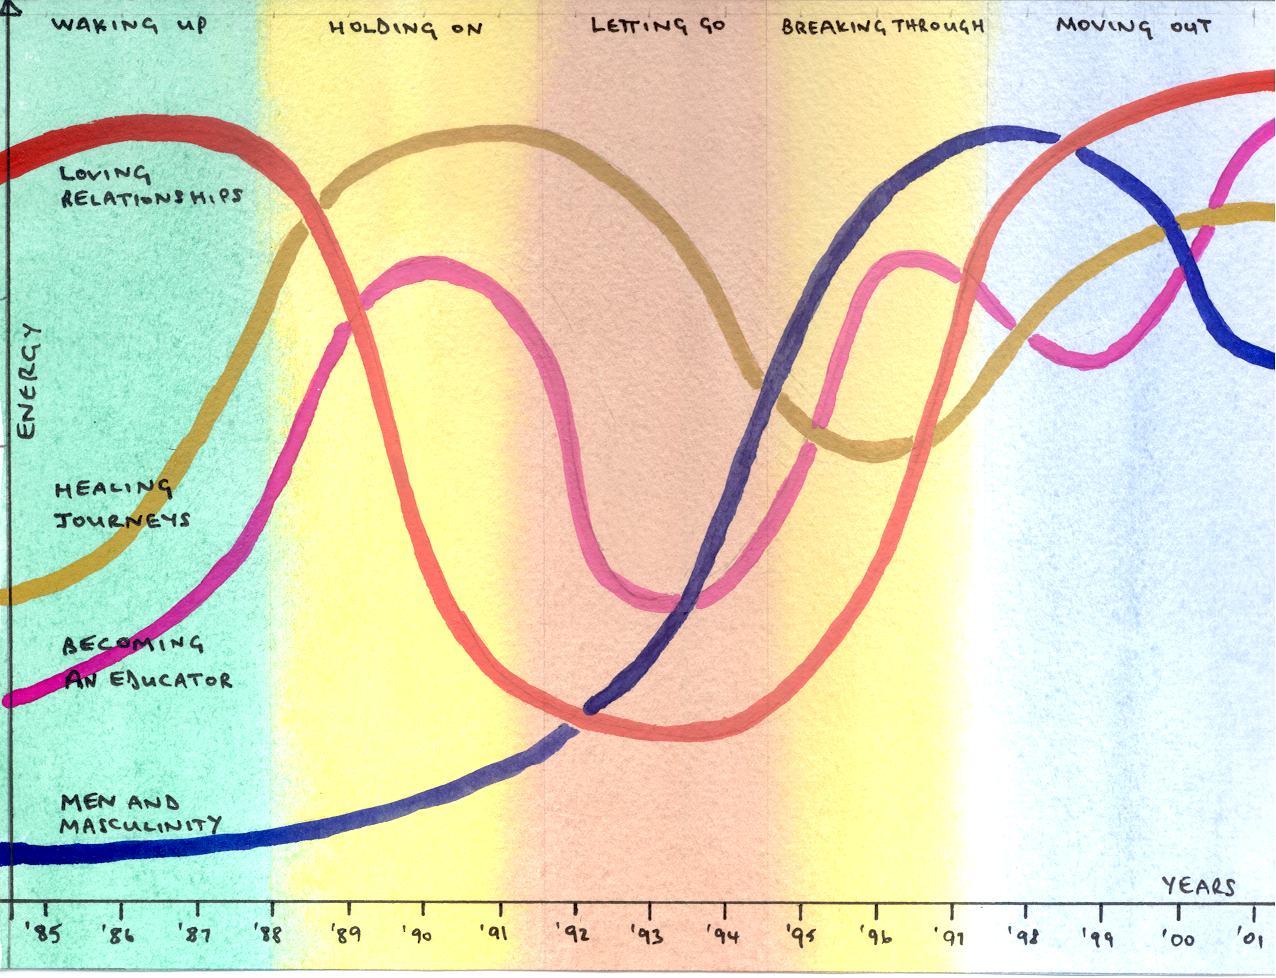 WAKING UP
HOLDING ON
LETTING GO
BREAKING THROUGH
MOVING OUT
LOVING
RELATIONSHIPS
ENERGY
HEALING
JOURNEYS
BECOMING
AN EDUCATOR
MEN AND
MASCULINITY
YEARS
'85 '86 '87 '88 '89 '90 '91 '92 '93 '94 '95 '96 '97 '98 '99 '00 '01